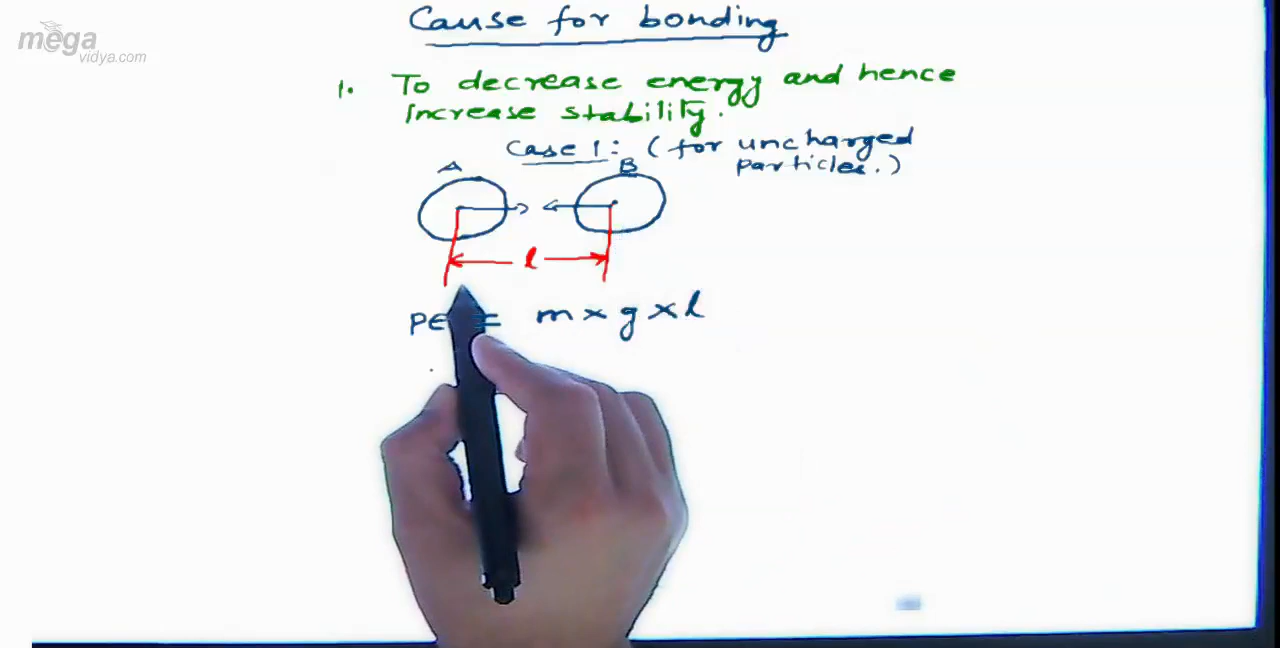 mega
vidya.com
Cause for bonding
1. To decrease energy and hence
increase stability.
Case 1: (for uncharged
particles.)
A B
l
PE = m × g × l